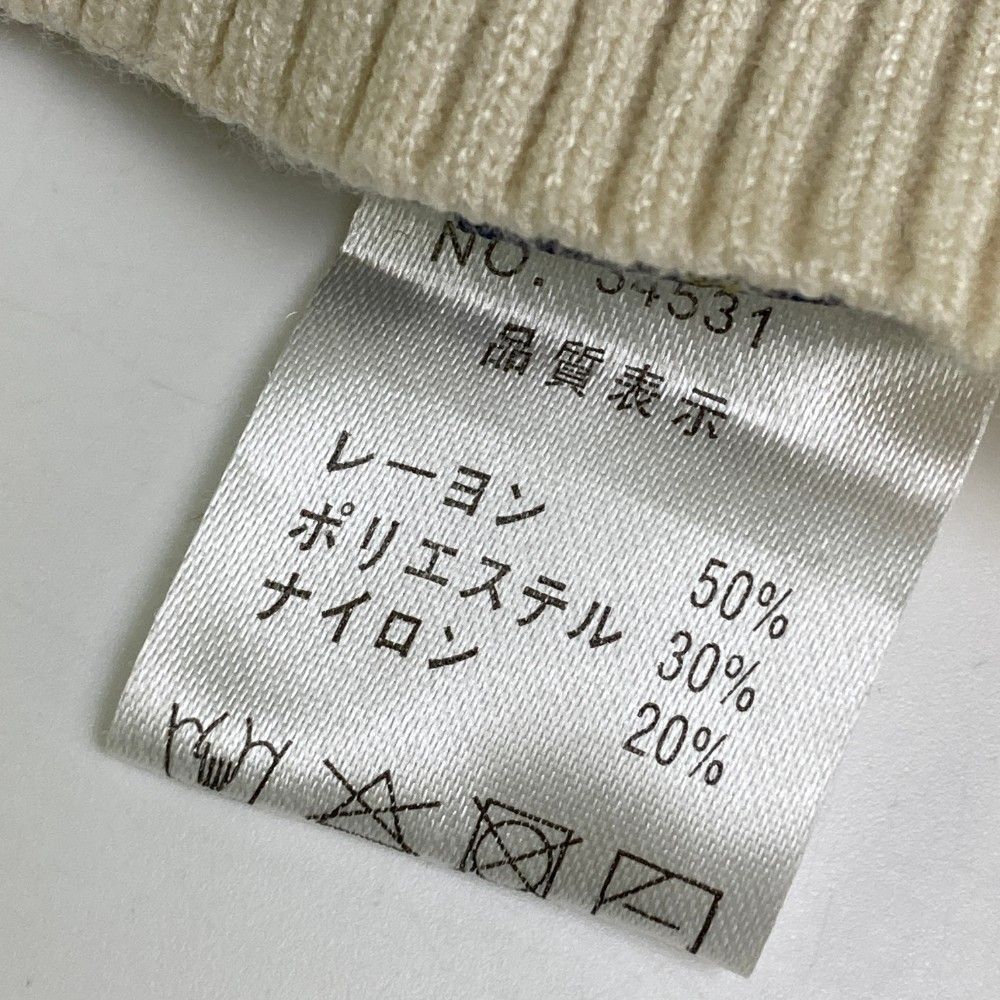 NO. 34531
品質表示
レーヨン 50%
ポリエステル 30%
ナイロン 20%